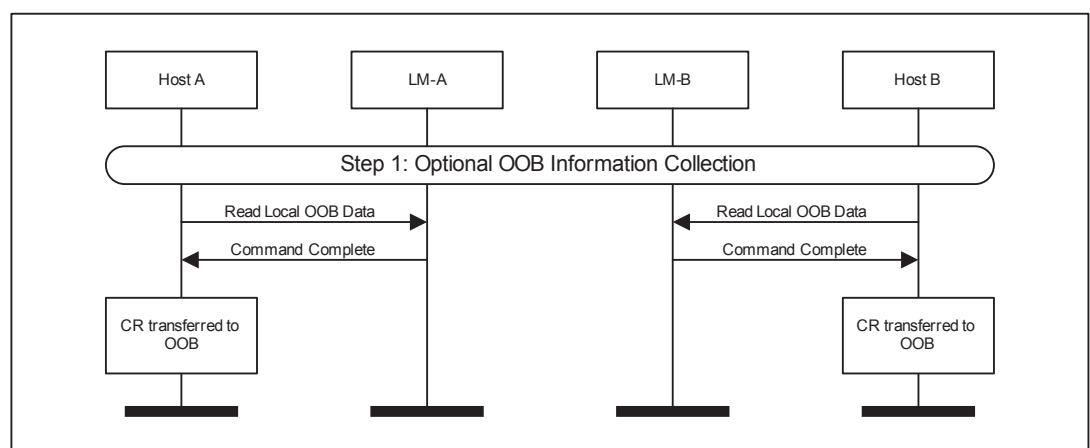 Host A
LM-A
LM-B
Host B
Step 1: Optional OOB Information Collection
Read Local OOB Data
Read Local OOB Data
Command Complete
Command Complete
CR transferred to
OOB
CR transferred to
OOB